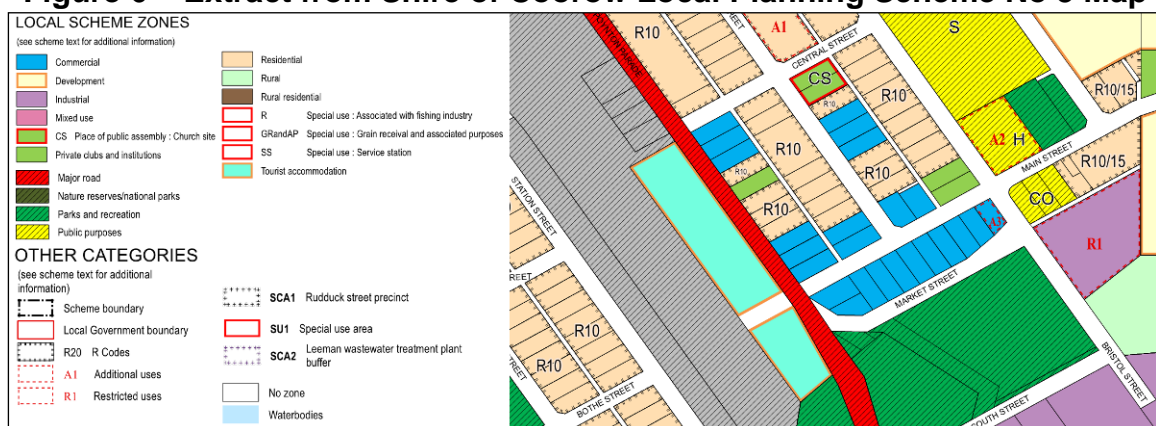 Figure 6 – Extract from Shire of Coorow Local Planning Scheme No 3 Map
LOCAL SCHEME ZONES
(see scheme text for additional information)
Commercial
Development
Industrial
Mixed use
CS Place of public assembly : Church site
Private clubs and institutions
Major road
Nature reserves/national parks
Parks and recreation
Public purposes
Residential
Rural
Rural residential
R Special use : Associated with fishing industry
GRandAP Special use : Grain receival and associated purposes
SS Special use : Service station
Tourist accommodation
OTHER CATEGORIES
(see scheme text for additional
information)
Scheme boundary
Local Government boundary
R20 R Codes
A1 Additional uses
R1 Restricted uses
SCA1 Rudduck street precinct
SU1 Special use area
SCA2 Leeman wastewater treatment plant
buffer
No zone
Waterbodies
STREET
R10
A1
S
CENTRAL STREET
CS
R10
R10
R10/15
R10
A2 H
MAIN STREET
R10
R10/15
R10
R10
CO
STATION STREET
A3
R1
MARKET STREET
R10
R10
R10
BRISTOL STREET
BOTHE STREET
SOUTH STREET
STREET